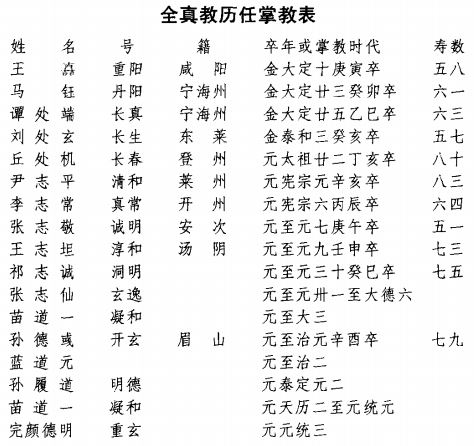 全真教历任掌教表
姓 名 号 籍 卒年或掌教时代 寿数
王 嚞 重阳 咸 阳 金大定十庚寅卒 五八
马 钰 丹阳 宁海州 金大定廿三癸卯卒 六一
谭处端 长真 宁海州 金大定廿五乙巳卒 六三
刘处玄 长生 东 莱 金泰和三癸亥卒 五七
丘处机 长春 登 州 元太祖廿二丁亥卒 八十
尹志平 清和 莱 州 元宪宗元辛亥卒 八三
李志常 真常 开 州 元宪宗六丙辰卒 六四
张志敬 诚明 安 次 元至元七庚午卒 五一
王志坦 淳和 汤 阴 元至元九壬申卒 七三
祁志诚 洞明 元至元三十癸巳卒 七五
张志仙 玄逸 元至元卅一至大德六
苗道一 凝和 元至大三
孙德彧 开玄 眉 山 元至治元辛酉卒 七九
蓝道元 元至治二
孙履道 明德 元泰定元二
苗道一 凝和 元天历二至元统元
完颜德明 重玄 元元统三